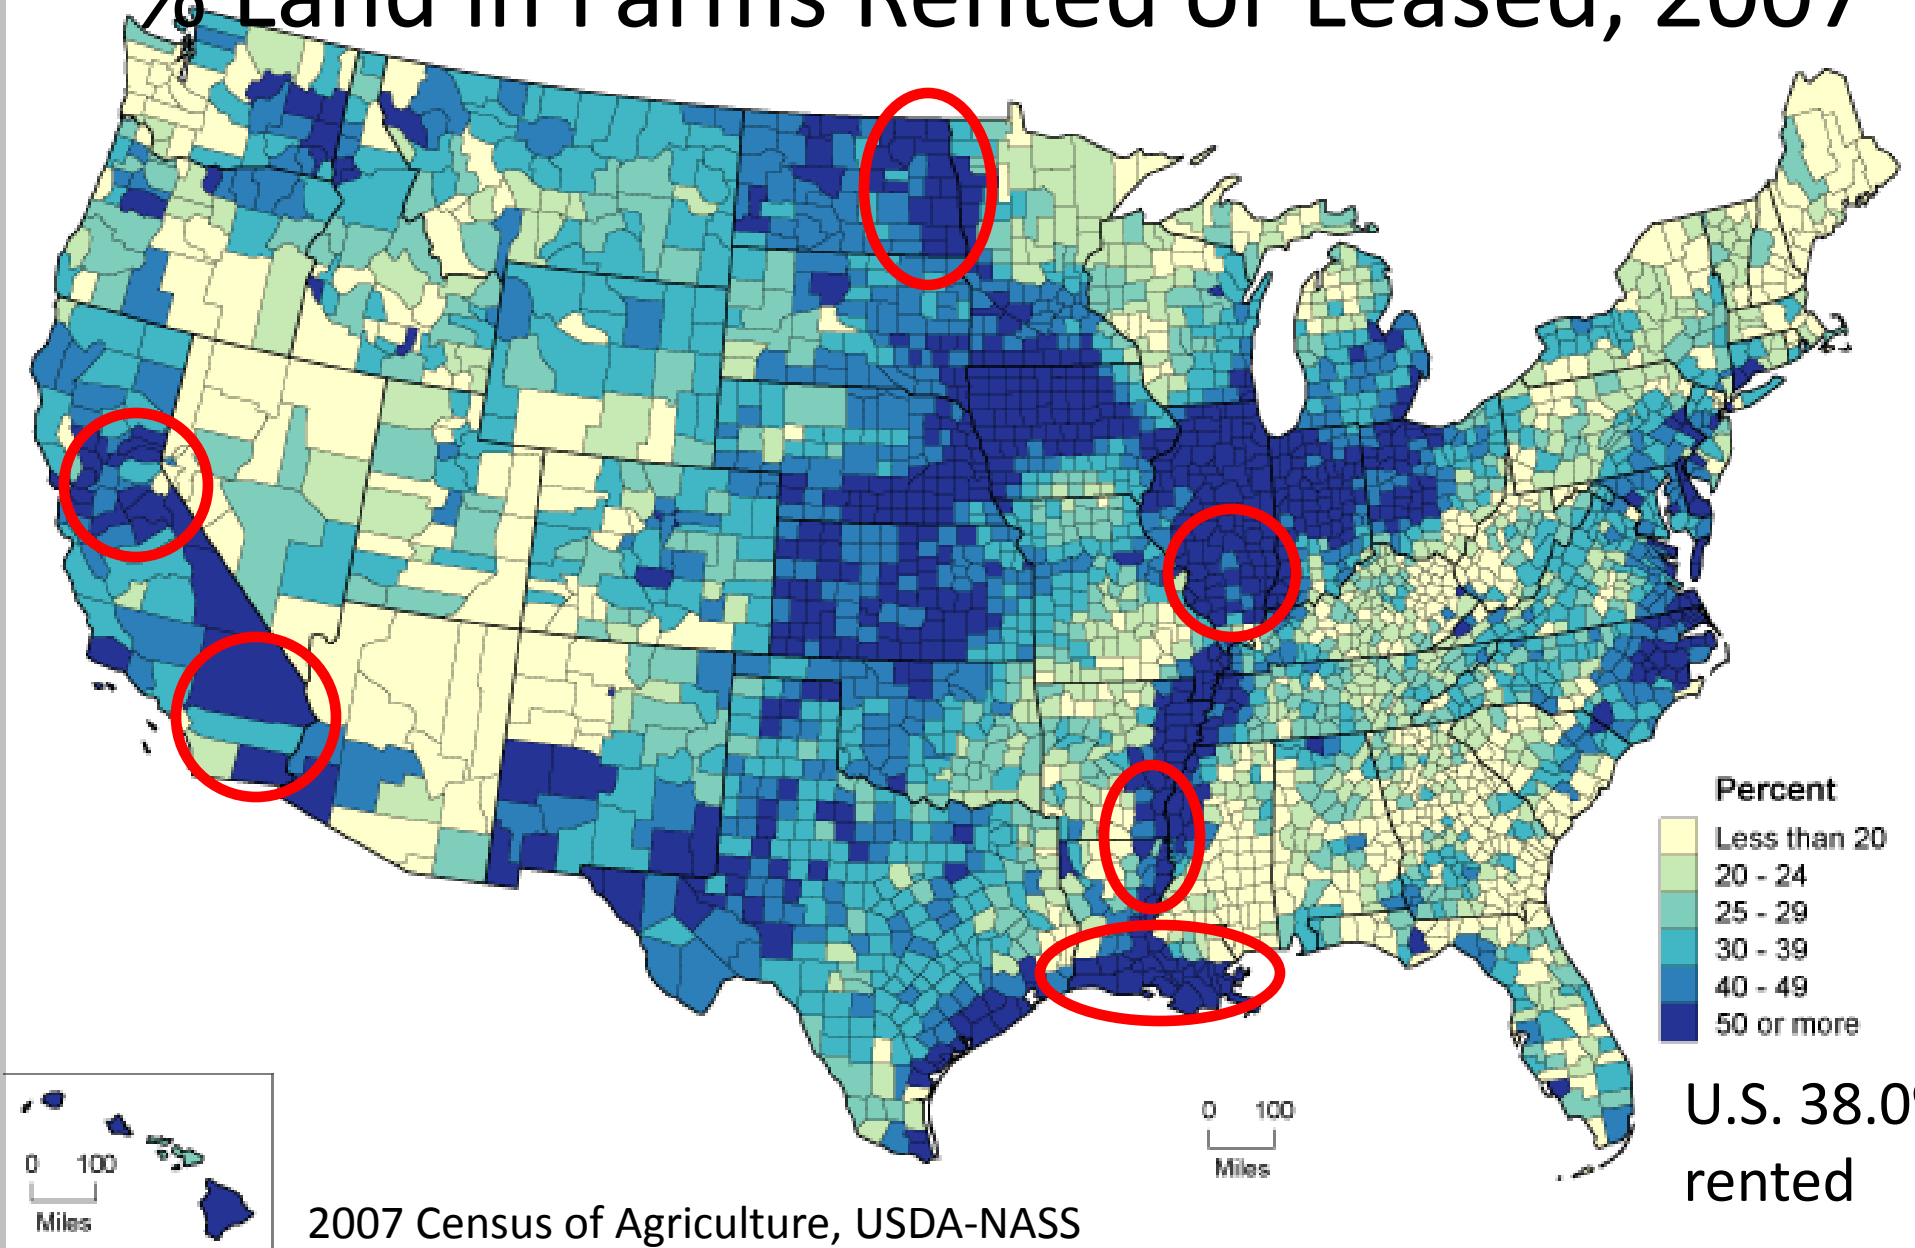 % Land in Farms Rented or Leased, 2007
Percent
Less than 20
20 - 24
25 - 29
30 - 39
40 - 49
50 or more
U.S. 38.0%
rented
0 100
Miles
0 100
Miles
2007 Census of Agriculture, USDA-NASS